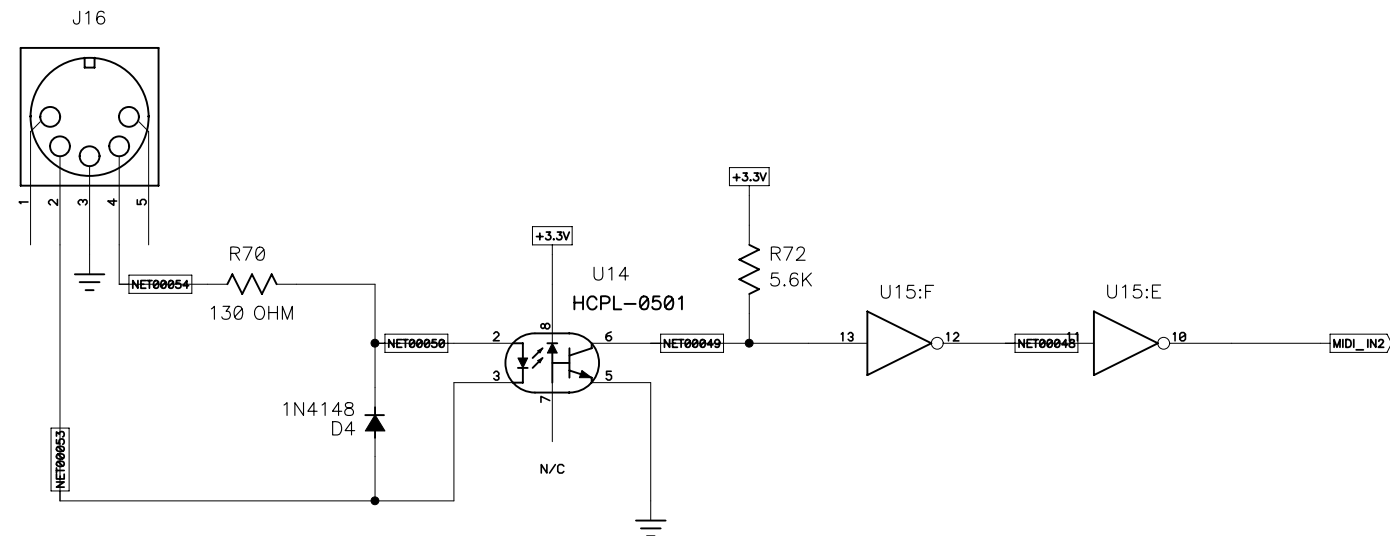 J16
1
2
3
4
5
NET00054
R70
130 OHM
NET00053
1N4148
D4
NET00050
+3.3V
U14
HCPL-0501
2
3
8
7
6
5
N/C
NET00049
+3.3V
R72
5.6K
U15:F
13
12
NET00048
11
U15:E
10
MIDI_IN2